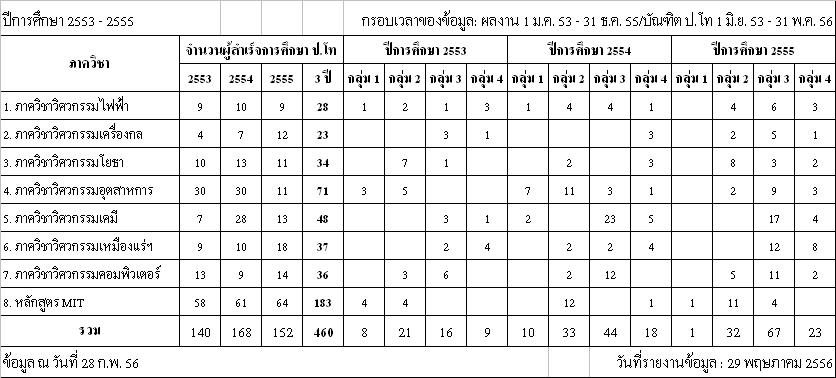 ปีการศึกษา 2553 - 2555 กรอบเวลาของข้อมูล: ผลงาน 1 ม.ค. 53 - 31 ธ.ค. 55/บัณฑิต ป.โท 1 มิ.ย. 53 - 31 พ.ค. 56
ภาควิชา จำนวนผู้สำเร็จการศึกษา ป.โท ปีการศึกษา 2553 ปีการศึกษา 2554 ปีการศึกษา 2555
2553 2554 2555 3 ปี กลุ่ม 1 กลุ่ม 2 กลุ่ม 3 กลุ่ม 4 กลุ่ม 1 กลุ่ม 2 กลุ่ม 3 กลุ่ม 4 กลุ่ม 1 กลุ่ม 2 กลุ่ม 3 กลุ่ม 4
1. ภาควิชาวิศวกรรมไฟฟ้า 9 10 9 28 1 2 1 3 1 4 4 1 4 6 3
2. ภาควิชาวิศวกรรมเครื่องกล 4 7 12 23 3 1 3 2 5 1
3. ภาควิชาวิศวกรรมโยธา 10 13 11 34 7 1 2 3 8 3 2
4. ภาควิชาวิศวกรรมอุตสาหการ 30 30 11 71 3 5 7 11 3 1 2 9 3
5. ภาควิชาวิศวกรรมเคมี 7 28 13 48 3 1 2 23 5 17 4
6. ภาควิชาวิศวกรรมเหมืองแร่ฯ 9 10 18 37 2 4 2 2 4 12 8
7. ภาควิชาวิศวกรรมคอมพิวเตอร์ 13 9 14 36 3 6 2 12 5 11 2
8. หลักสูตร MIT 58 61 64 183 4 4 12 1 1 11 4
รวม 140 168 152 460 8 21 16 9 10 33 44 18 1 32 67 23
ข้อมูล ณ วันที่ 28 ก.พ. 56 วันที่รายงานข้อมูล : 29 พฤษภาคม 2556